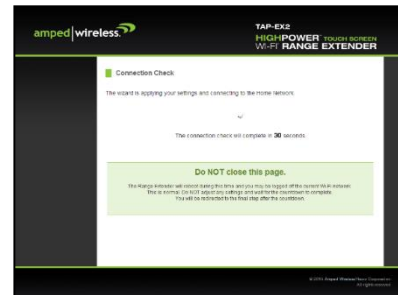 amped wireless
TAP-EX2
HIGHPOWER TOUCH SCREEN
WI-FI RANGE EXTENDER
Connection Check
The wizard is applying your settings and connecting to the Home Network.
The connection check will complete in 30 seconds.
Do NOT close this page.
The Range Extender will reboot during this time and you may be logged off the current Wi-Fi network.
This is normal. Do NOT adjust any settings and wait for the countdown to complete.
You will be redirected to the final step after the countdown.
All rights reserved